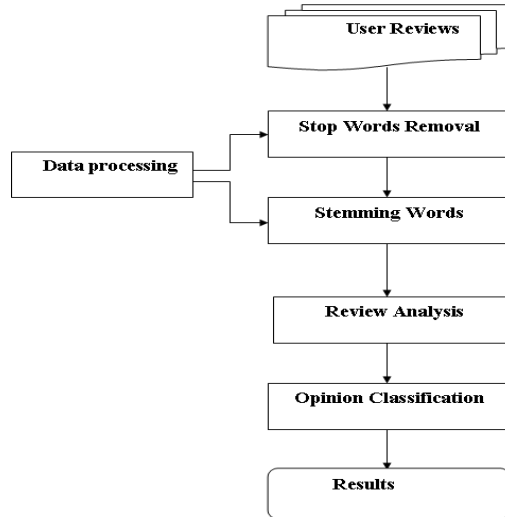 User Reviews
Stop Words Removal
Data processing
Stemming Words
Review Analysis
Opinion Classification
Results